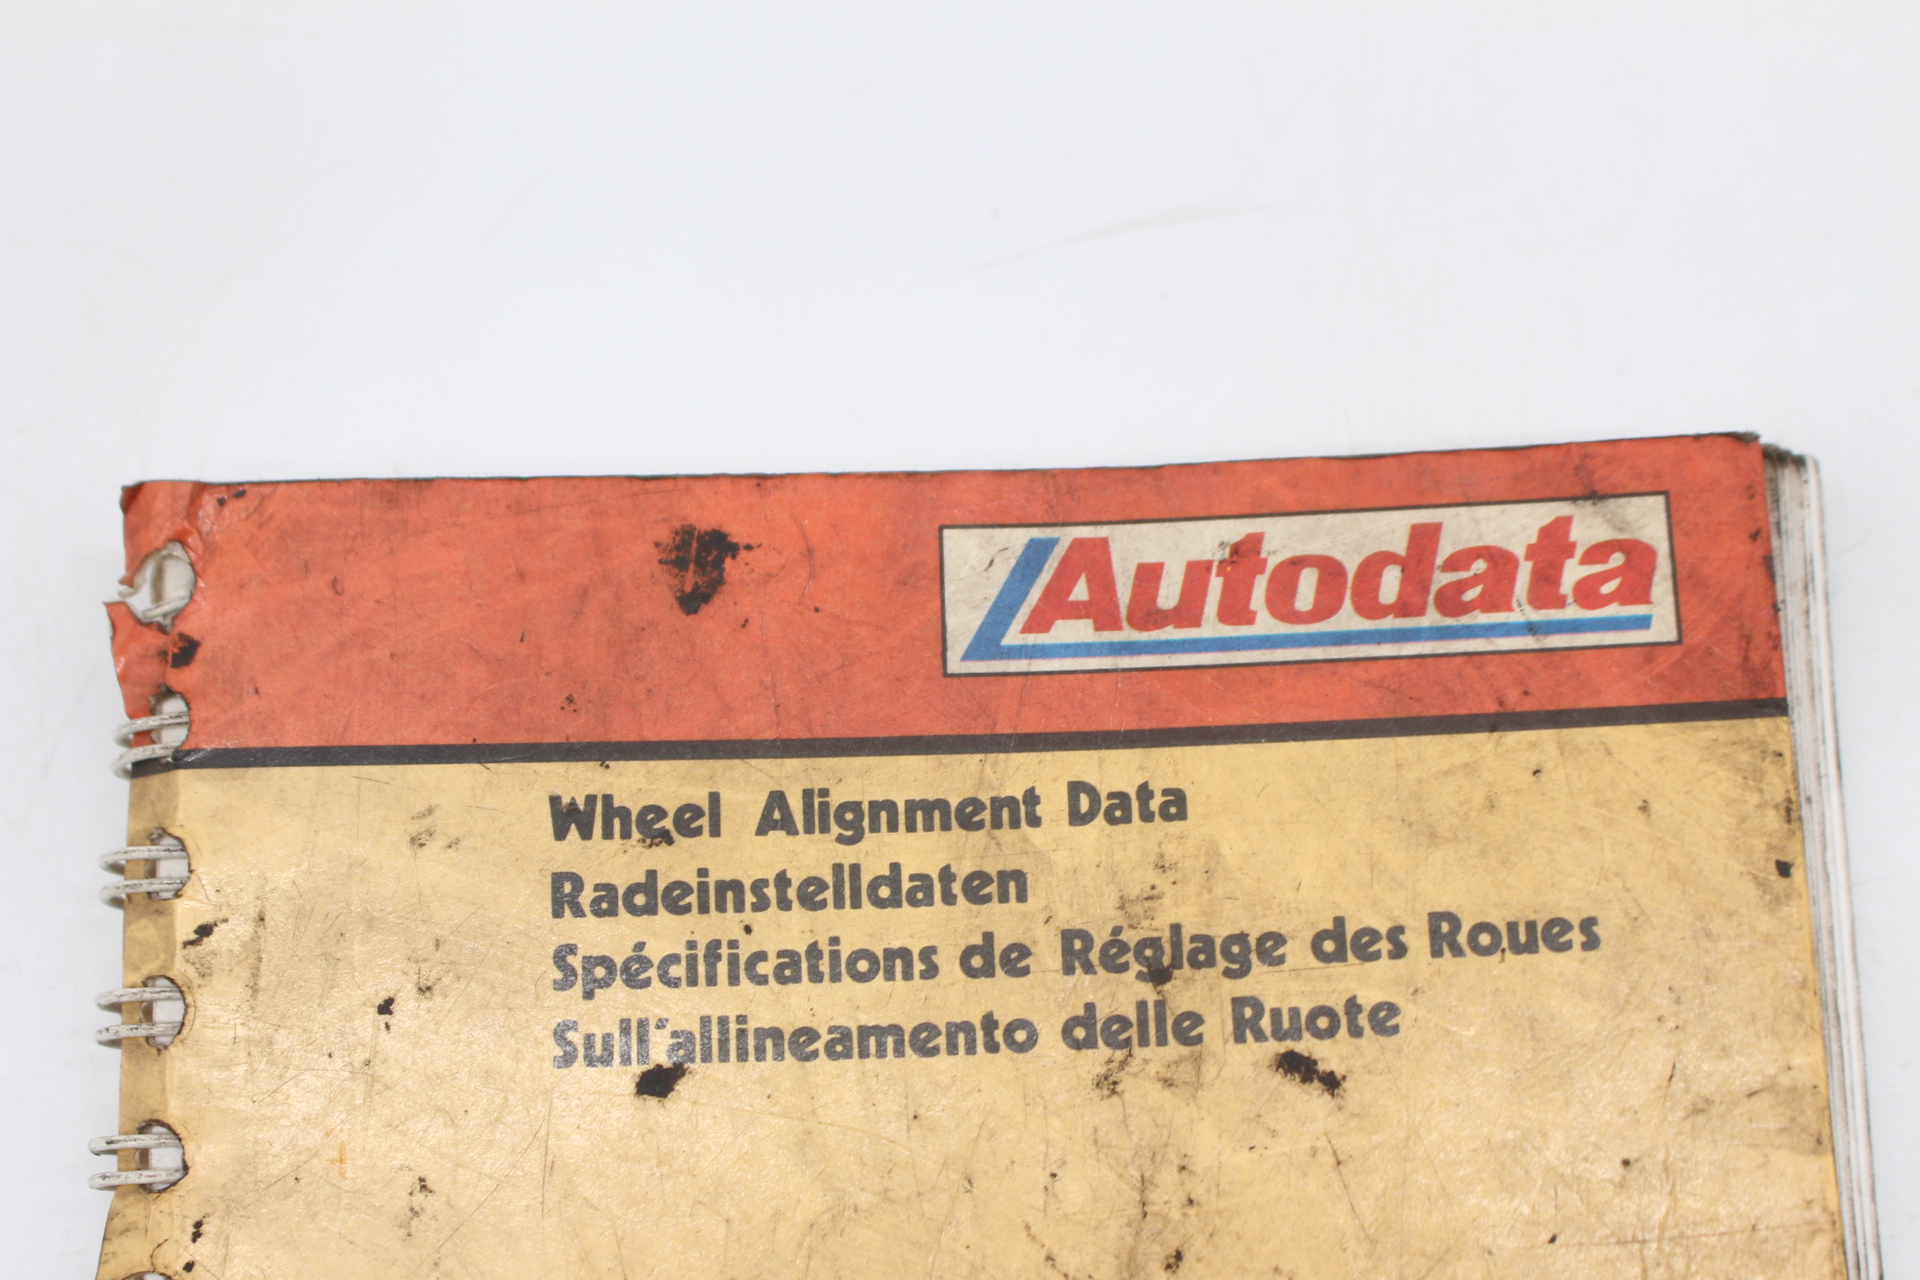 Autodata
Wheel Alignment Data
Radeinstelldaten
Spécifications de Réglage des Roues
Sull'allineamento delle Ruote